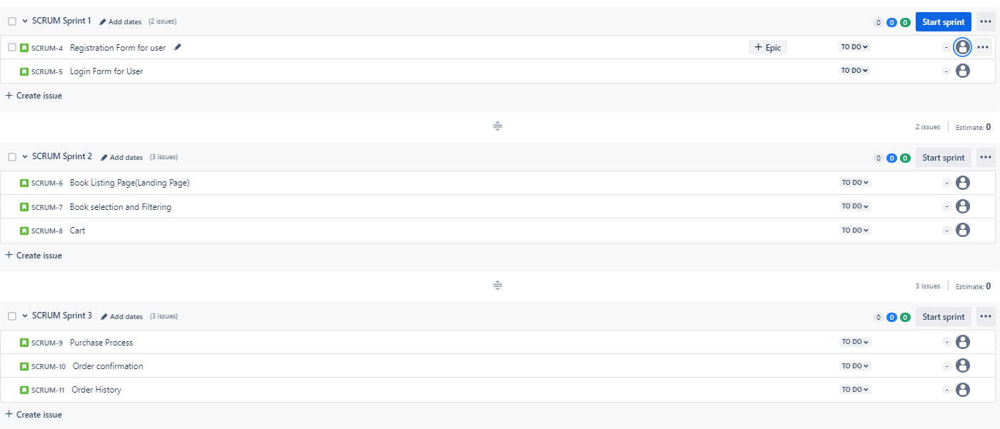 SCRUM Sprint 1 Add dates (2 issues) 0 0 0 Start sprint •••
SCRUM-4 Registration Form for user + Epic TO DO - •••
SCRUM-5 Login Form for User TO DO -
+ Create issue
2 issues Estimate: 0
SCRUM Sprint 2 Add dates (3 issues) 0 0 0 Start sprint •••
SCRUM-6 Book Listing Page(Landing Page) TO DO -
SCRUM-7 Book selection and Filtering TO DO -
SCRUM-8 Cart TO DO -
+ Create issue
3 issues Estimate: 0
SCRUM Sprint 3 Add dates (3 issues) 0 0 0 Start sprint •••
SCRUM-9 Purchase Process TO DO -
SCRUM-10 Order confirmation TO DO -
SCRUM-11 Order History TO DO -
+ Create issue